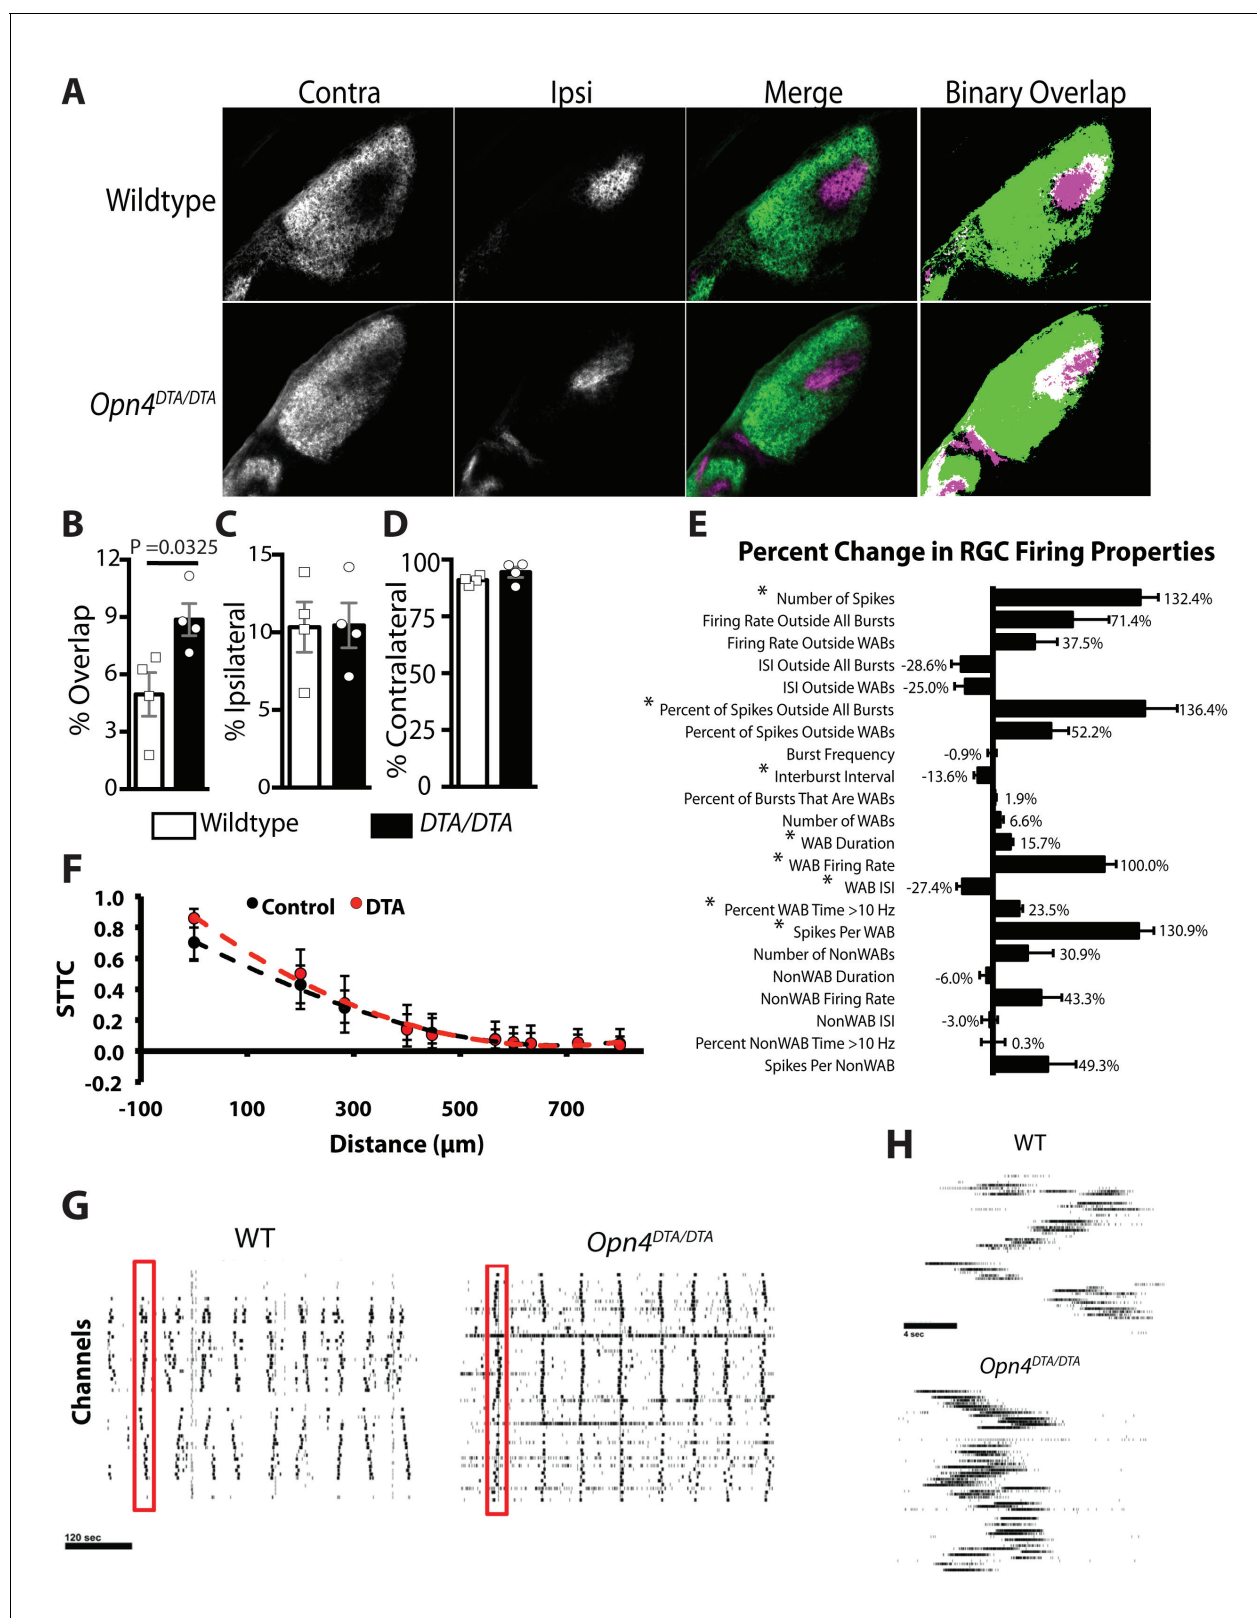 A
Contra Ipsi Merge Binary Overlap
Wildtype
Opn4DTA/DTA
B
P =0.0325
12
9
6
3
0
% Overlap
C
15
10
5
0
% Ipsilateral
D
100
75
50
25
0
% Contralateral
Wildtype DTA/DTA
E
Percent Change in RGC Firing Properties
* Number of Spikes 132.4%
Firing Rate Outside All Bursts 71.4%
Firing Rate Outside WABs 37.5%
ISI Outside All Bursts -28.6%
ISI Outside WABs -25.0%
* Percent of Spikes Outside All Bursts 136.4%
Percent of Spikes Outside WABs 52.2%
Burst Frequency -0.9%
* Interburst Interval -13.6%
Percent of Bursts That Are WABs 1.9%
Number of WABs 6.6%
* WAB Duration 15.7%
* WAB Firing Rate 100.0%
* WAB ISI -27.4%
* Percent WAB Time >10 Hz 23.5%
* Spikes Per WAB 130.9%
Number of NonWABs 30.9%
NonWAB Duration -6.0%
NonWAB Firing Rate 43.3%
NonWAB ISI -3.0%
Percent NonWAB Time >10 Hz 0.3%
Spikes Per NonWAB 49.3%
F
Control DTA
1.0
0.8
0.6
0.4
0.2
0.0
-0.2
STTC
-100 100 300 500 700
Distance (μm)
G
WT
Opn4DTA/DTA
Channels
120 sec
H
WT
4 sec
Opn4DTA/DTA